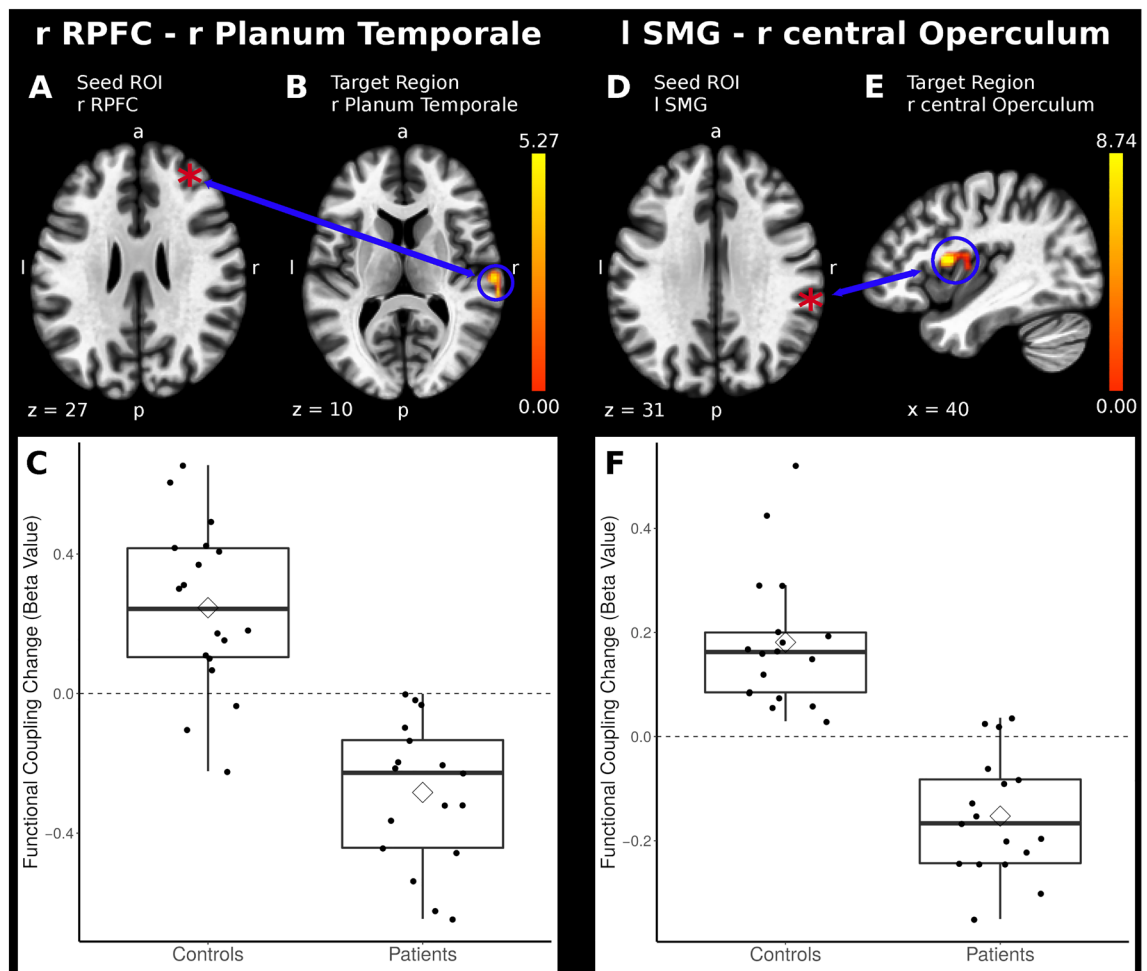 r RPFC - r Planum Temporale
l SMG - r central Operculum
A
Seed ROI
r RPFC
B
Target Region
r Planum Temporale
D
Seed ROI
l SMG
E
Target Region
r central Operculum
a
a
5.27
a
8.74
l
r
l
r
l
r
z = 27
p
z = 10
p
0.00
z = 31
p
x = 40
0.00
C
Functional Coupling Change (Beta Value)
0.4
0.0
−0.4
Controls
Patients
F
Functional Coupling Change (Beta Value)
0.4
0.2
0.0
−0.2
Controls
Patients